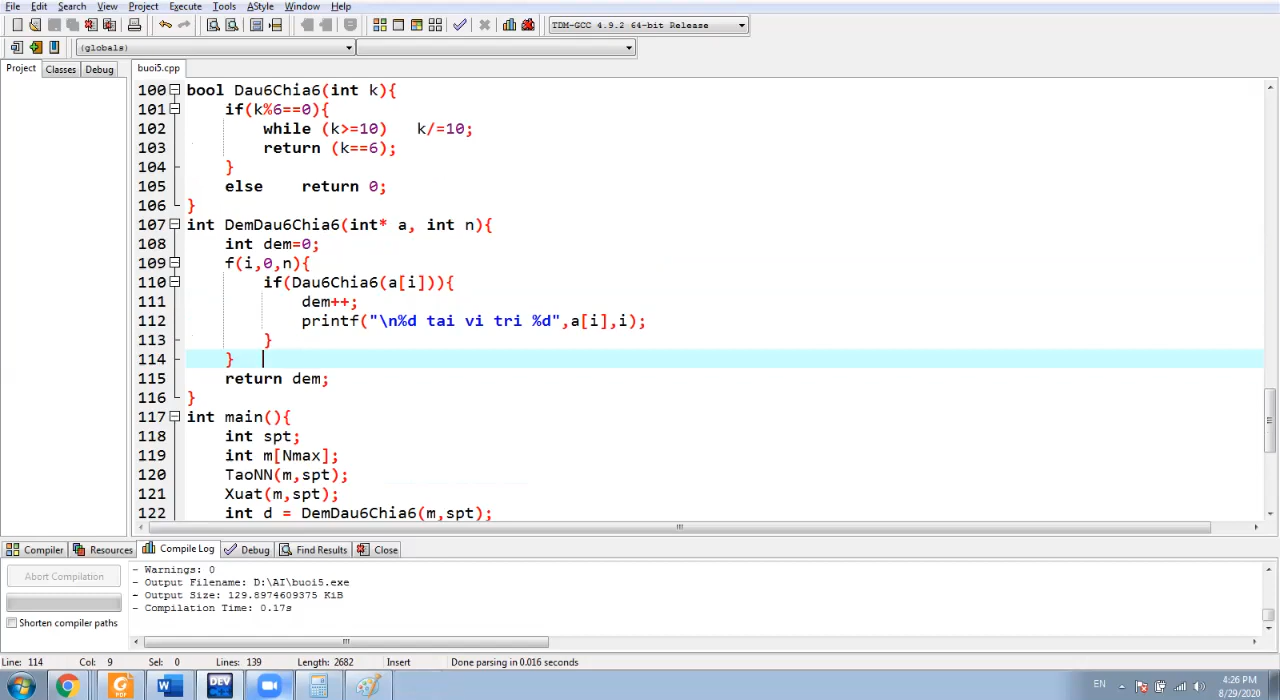 File Edit Search View Project Execute Tools AStyle Window Help
TDM-GCC 4.9.2 64-bit Release
(globals)
Project Classes Debug buoi5.cpp
100 bool Dau6Chia6(int k){
101 if(k%6==0){
102 while (k>=10) k/=10;
103 return (k==6);
104 }
105 else return 0;
106 }
107 int DemDau6Chia6(int* a, int n){
108 int dem=0;
109 f(i,0,n){
110 if(Dau6Chia6(a[i])){
111 dem++;
112 printf("\n%d tai vi tri %d",a[i],i);
113 }
114 }
115 return dem;
116 }
117 int main(){
118 int spt;
119 int m[Nmax];
120 TaoNN(m,spt);
121 Xuat(m,spt);
122 int d = DemDau6Chia6(m,spt);
Compiler Resources Compile Log Debug Find Results Close
Abort Compilation
Shorten compiler paths
- Warnings: 0
- Output Filename: D:\AI\buoi5.exe
- Output Size: 129.8974609375 KiB
- Compilation Time: 0.17s
Line: 114 Col: 9 Sel: 0 Lines: 139 Length: 2682 Insert Done parsing in 0.016 seconds
PDF W DEV EN 4:26 PM
8/29/2020